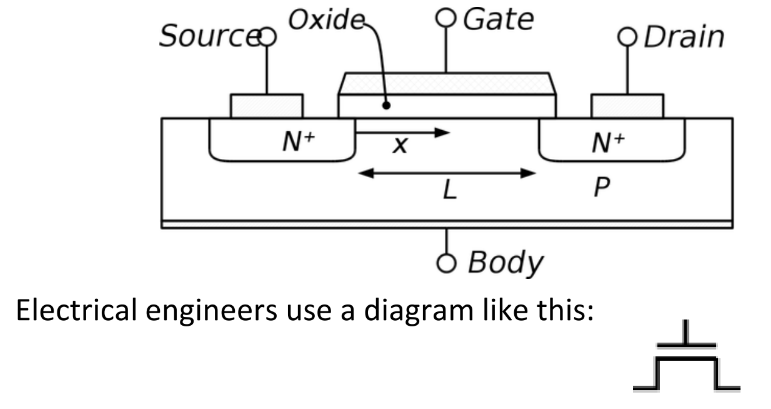 Source Oxide Gate Drain
N+ x N+
L P
Body
Electrical engineers use a diagram like this: